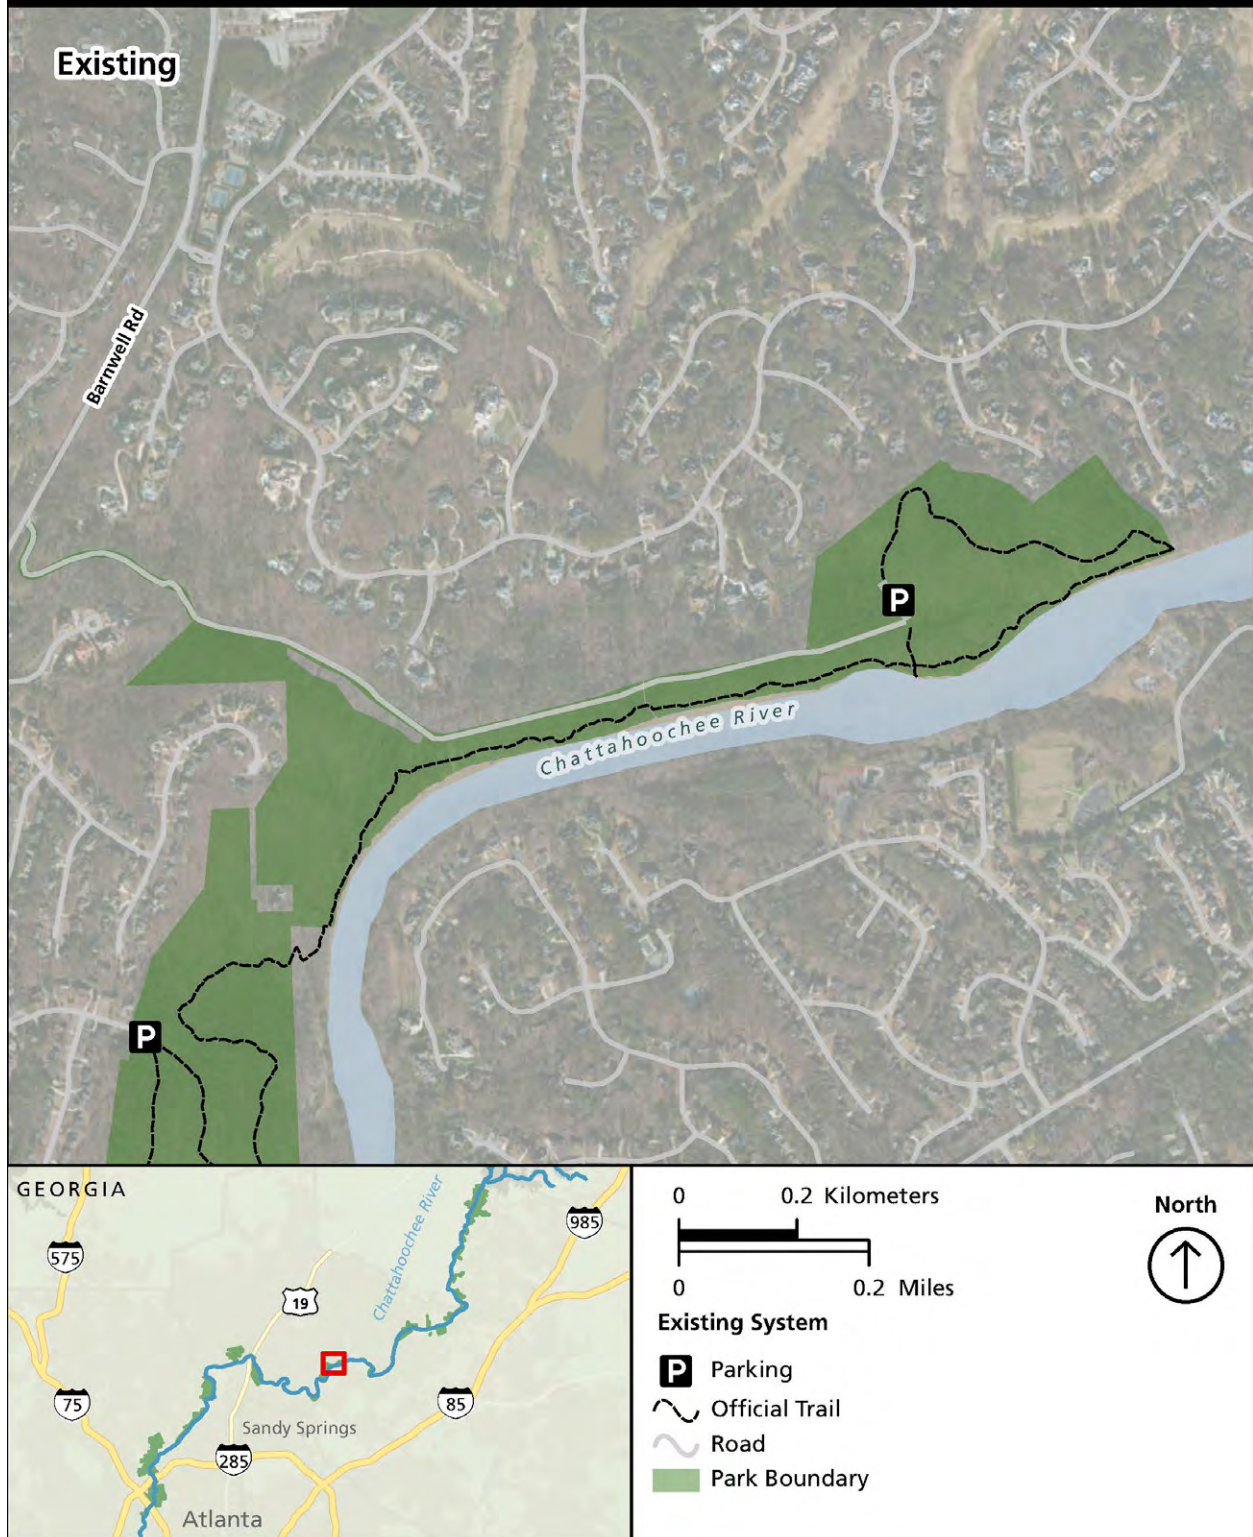 Existing
Barnwell Rd
P
Chattahoochee River
P
GEORGIA
575
985
19
Chattahoochee River
75
85
Sandy Springs
285
Atlanta
0 0.2 Kilometers
0 0.2 Miles
North
Existing System
P Parking
Official Trail
Road
Park Boundary